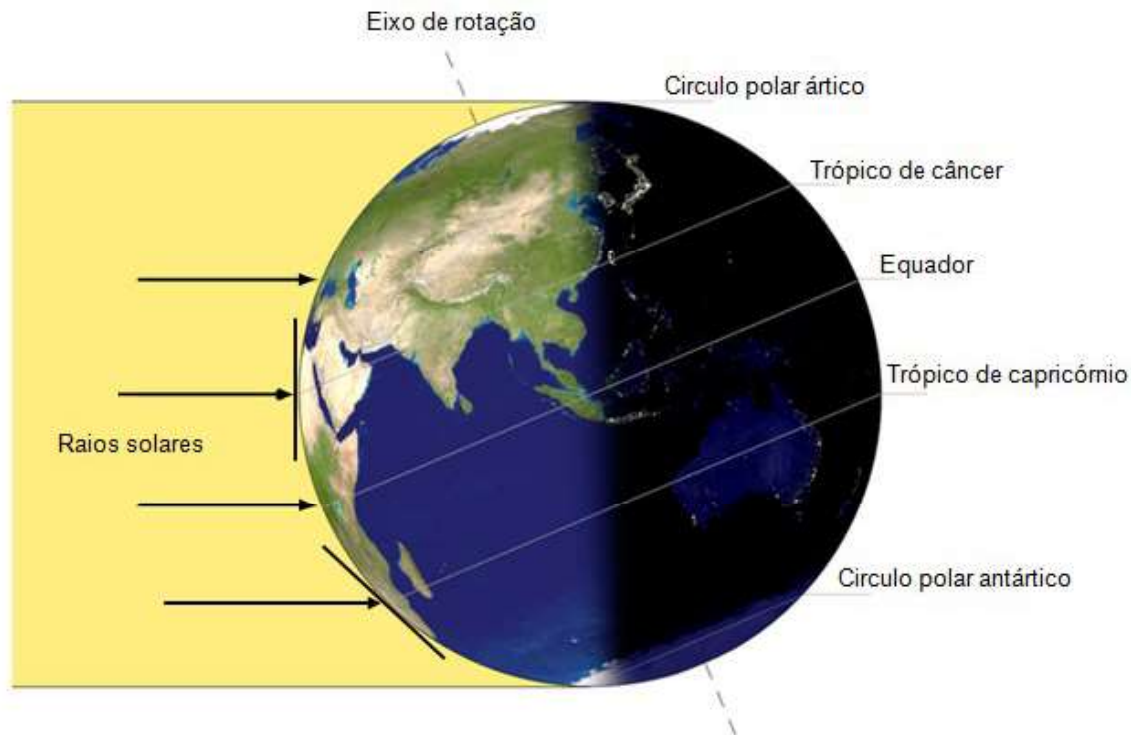 Eixo de rotação
Circulo polar ártico
Trópico de câncer
Equador
Trópico de capricórnio
Raios solares
Circulo polar antártico